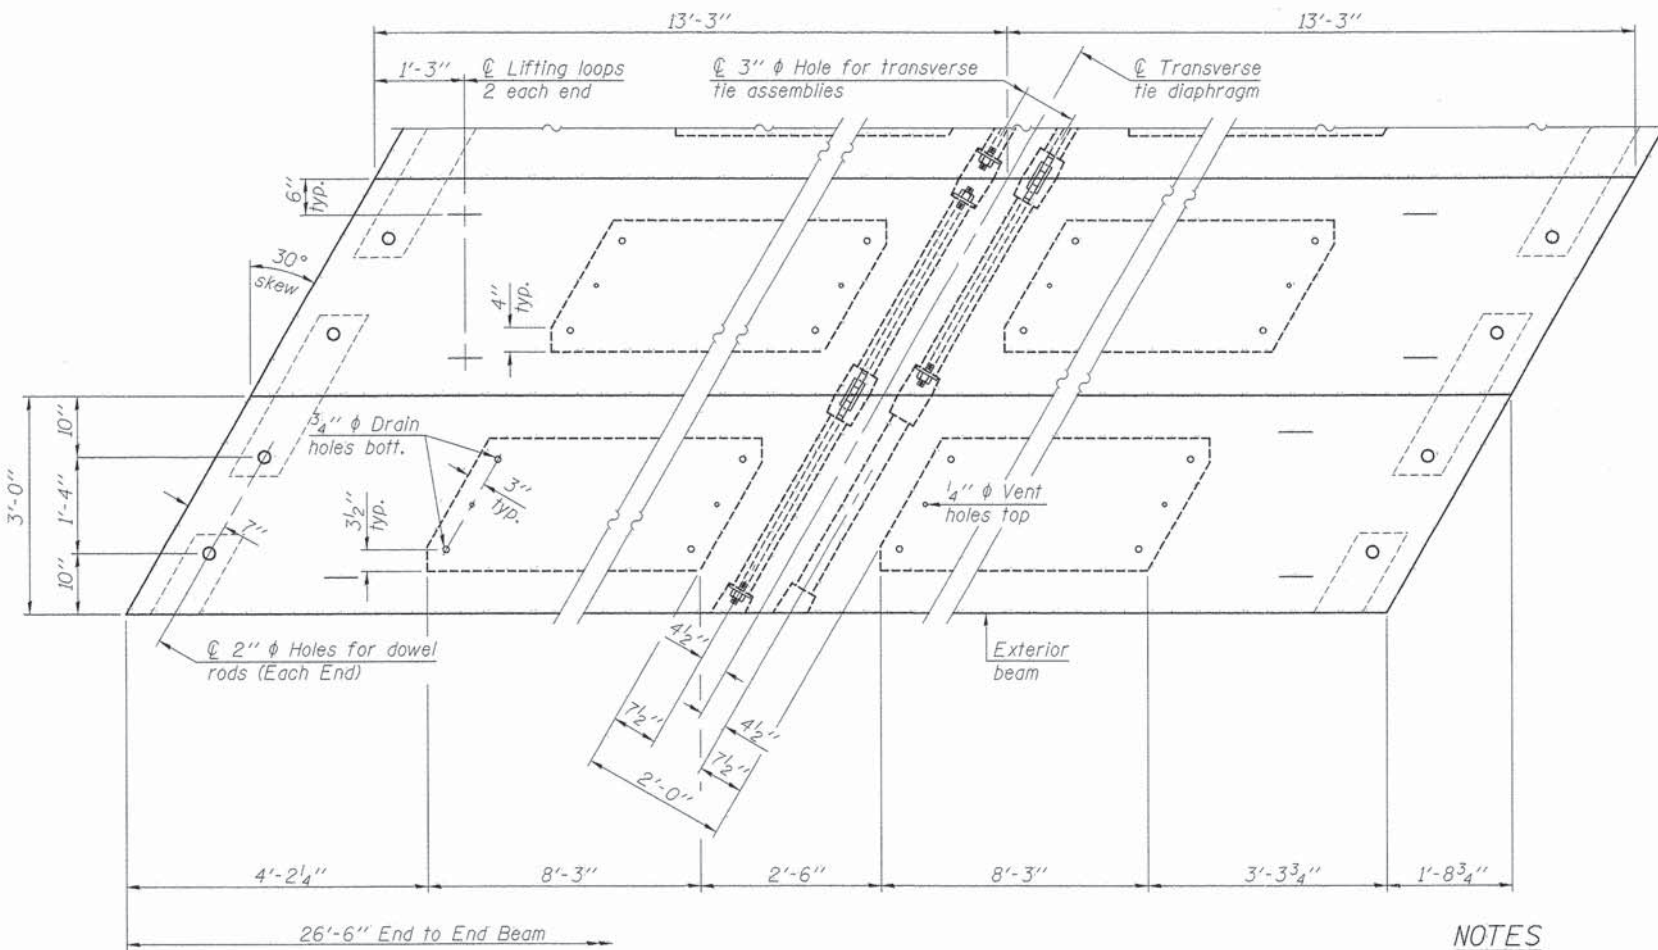 13'-3"
13'-3"
1'-3"
℄ Lifting loops
2 each end
℄ 3" φ Hole for transverse
tie assemblies
℄ Transverse
tie diaphragm
6"
typ.
30°
skew
4"
typ.
3'-0"
10"
1'-4"
10"
3/4" φ Drain
holes bott.
3"
typ.
3 1/2"
typ.
7"
1/4" φ Vent
holes top
℄ 2" φ Holes for dowel
rods (Each End)
Exterior
beam
4 1/2"
7 1/2"
4 1/2"
7 1/2"
2'-0"
4'-2 1/4"
8'-3"
2'-6"
8'-3"
3'-3 3/4"
1'-8 3/4"
26'-6" End to End Beam
NOTES